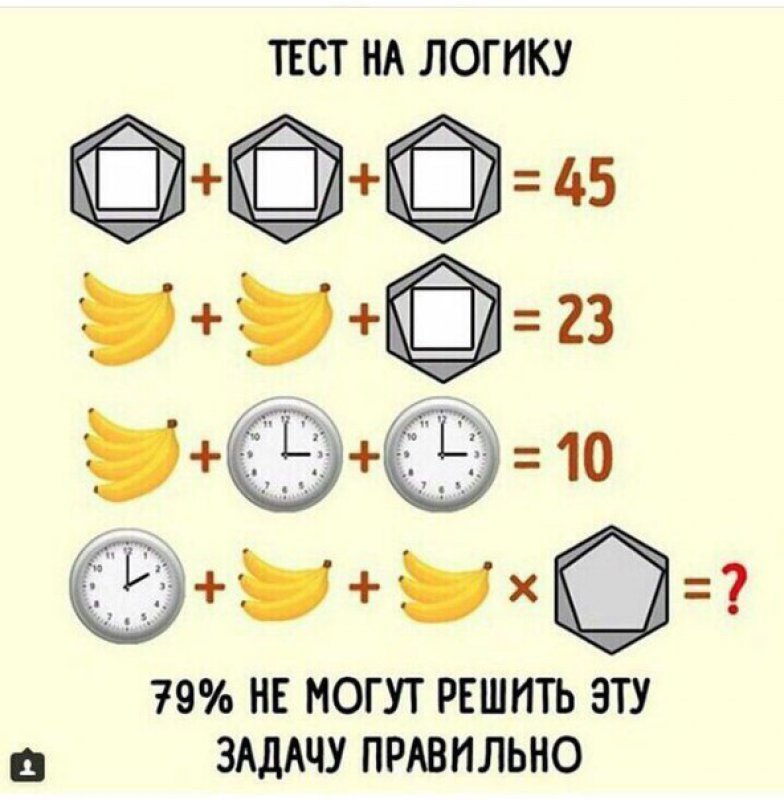 ТЕСТ НА ЛОГИКУ
+ + = 45
+ + = 23
+ + = 10
+ + × = ?
79% НЕ МОГУТ РЕШИТЬ ЭТУ
ЗАДАЧУ ПРАВИЛЬНО